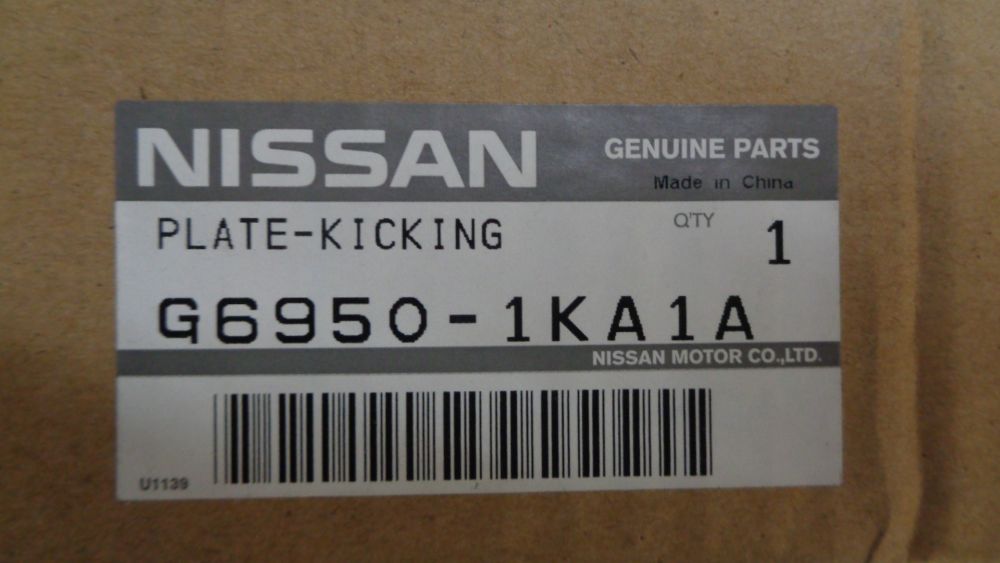 NISSAN
GENUINE PARTS
Made in China
PLATE-KICKING
Q'TY
1
G6950-1KA1A
NISSAN MOTOR CO.,LTD.
U1139